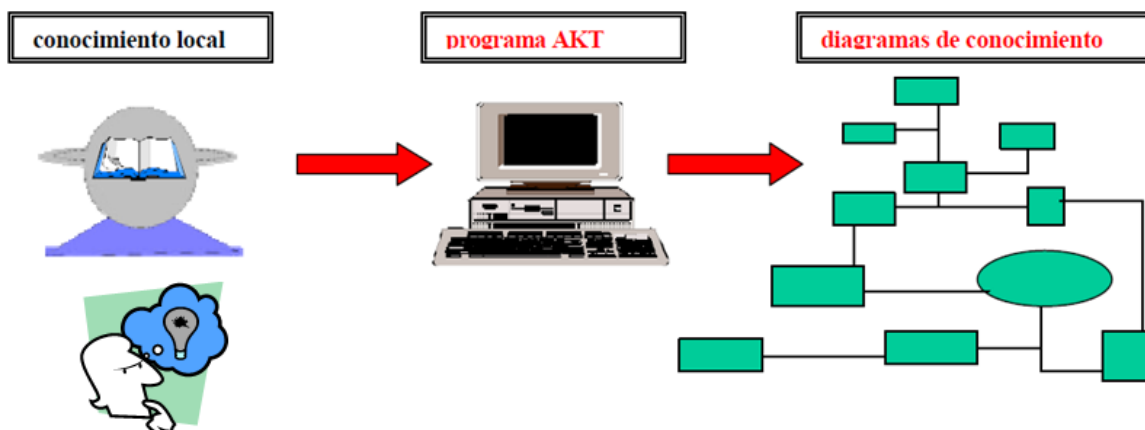 conocimiento local
programa AKT
diagramas de conocimiento